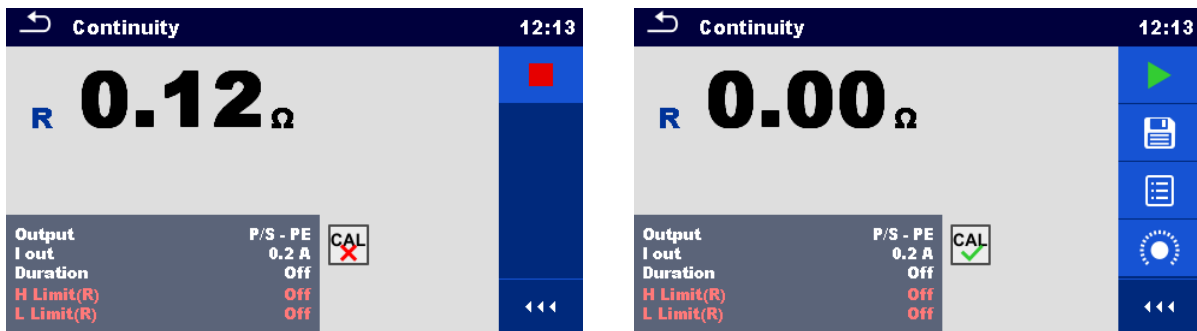 Continuity 12:13
R 0.12 Ω
Output P/S - PE
I out 0.2 A
Duration Off
H Limit(R) Off
L Limit(R) Off
CAL
Continuity 12:13
R 0.00 Ω
Output P/S - PE
I out 0.2 A
Duration Off
H Limit(R) Off
L Limit(R) Off
CAL